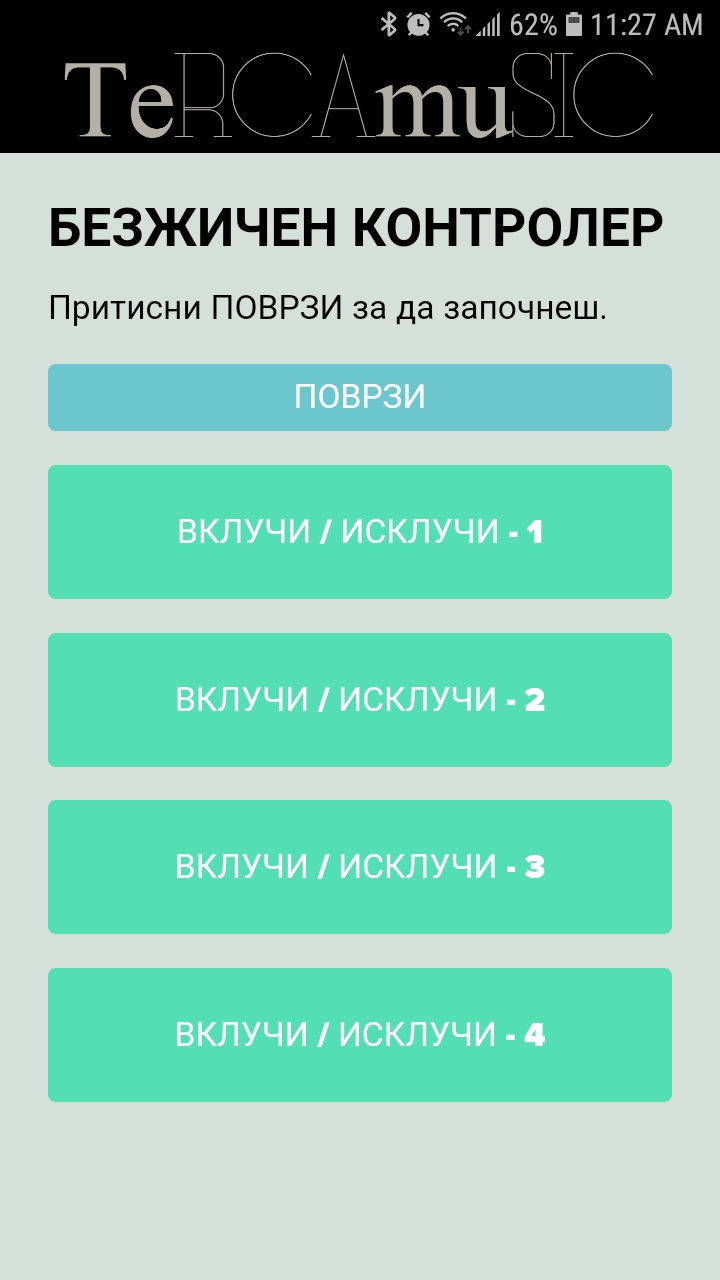 62% 11:27 AM
TeRCAmuSIC
БЕЗЖИЧЕН КОНТРОЛЕР
Притисни ПОВРЗИ за да започнеш.
ПОВРЗИ
ВКЛУЧИ / ИСКЛУЧИ - 1
ВКЛУЧИ / ИСКЛУЧИ - 2
ВКЛУЧИ / ИСКЛУЧИ - 3
ВКЛУЧИ / ИСКЛУЧИ - 4